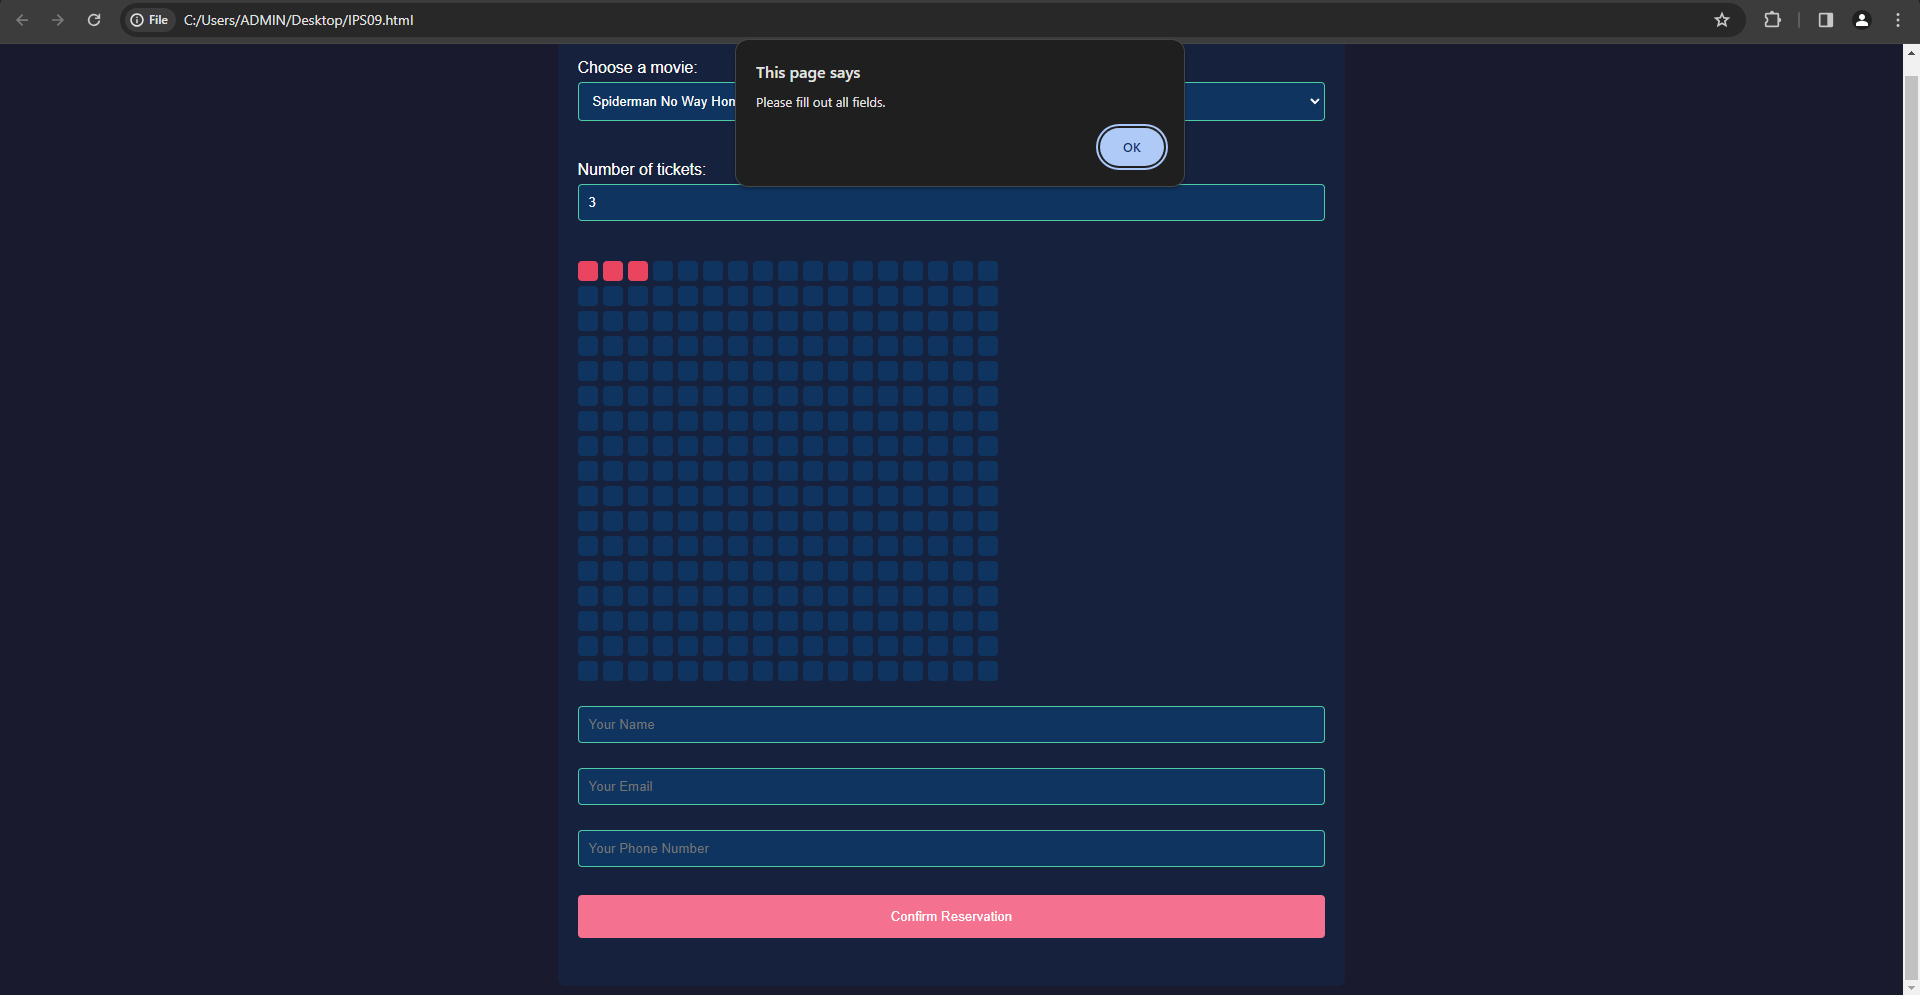 File C:/Users/ADMIN/Desktop/IPS09.html
This page says
Please fill out all fields.
OK
Choose a movie:
Spiderman No Way
Number of tickets:
3
Your Name
Your Email
Your Phone Number
Confirm Reservation